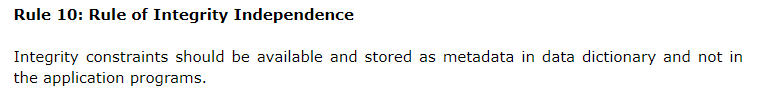 Rule 10: Rule of Integrity Independence
Integrity constraints should be available and stored as metadata in data dictionary and not in
the application programs.